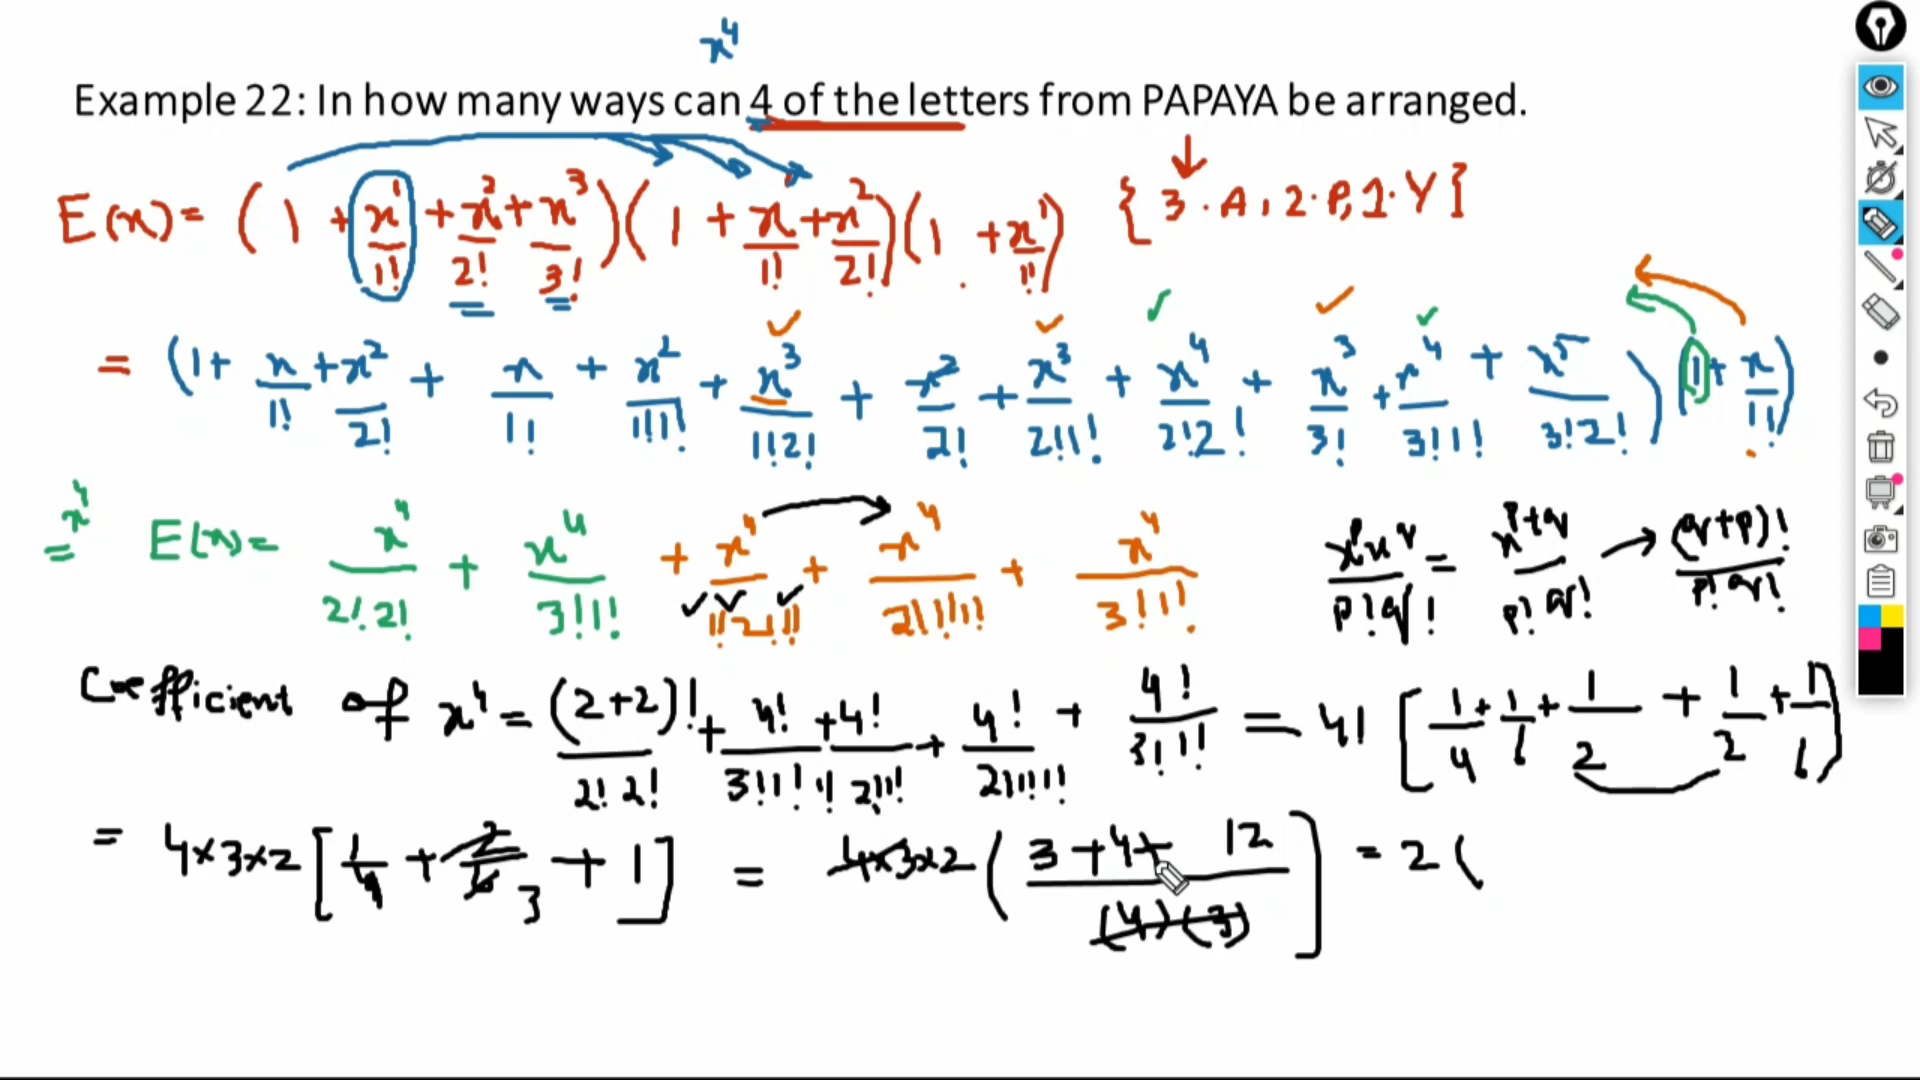 x⁴
Example 22: In how many ways can 4 of the letters from PAPAYA be arranged.
E(x) = (1 + x¹/1! + x²/2! + x³/3!)(1 + x¹/1! + x²/2!)(1 + x¹/1!) {3·A, 2·P, 1·Y}
= (1 + x/1! + x²/2! + x/1! + x²/1!1! + x³/1!2! + x²/2! + x³/2!1! + x⁴/2!2! + x³/3! + x⁴/3!1! + x⁵/3!2!)(1 + x/1!)
= x⁴ E(x) = x⁴/2!2! + x⁴/3!1! + x⁴/1!2!1! + x⁴/2!1!1! + x⁴/3!1! xᵖxᵍ/p!q! = xᵖ⁺ᵍ/p!q! → (q+p)!/p!q!
Coefficient of x⁴ = (2+2)!/2!2! + 4!/3!1! + 4!/1!2!1! + 4!/2!1!1! + 4!/3!1! = 4! [1/4 + 1/6 + 1/2 + 1/2 + 1/6]
= 4×3×2 [1/4 + 2/6 3 + 1] = 4×3×2 (3+4+ 12/(4)(3)] = 2 (